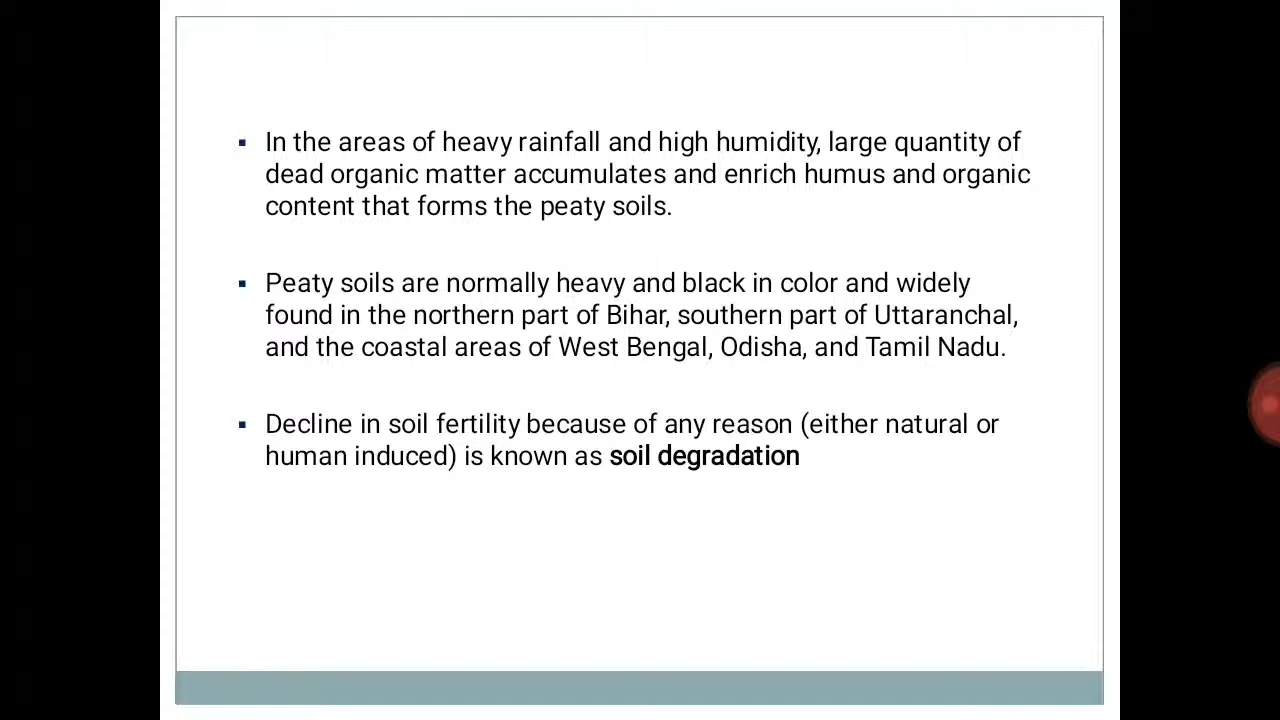 ▪ In the areas of heavy rainfall and high humidity, large quantity of
dead organic matter accumulates and enrich humus and organic
content that forms the peaty soils.
▪ Peaty soils are normally heavy and black in color and widely
found in the northern part of Bihar, southern part of Uttaranchal,
and the coastal areas of West Bengal, Odisha, and Tamil Nadu.
▪ Decline in soil fertility because of any reason (either natural or
human induced) is known as soil degradation